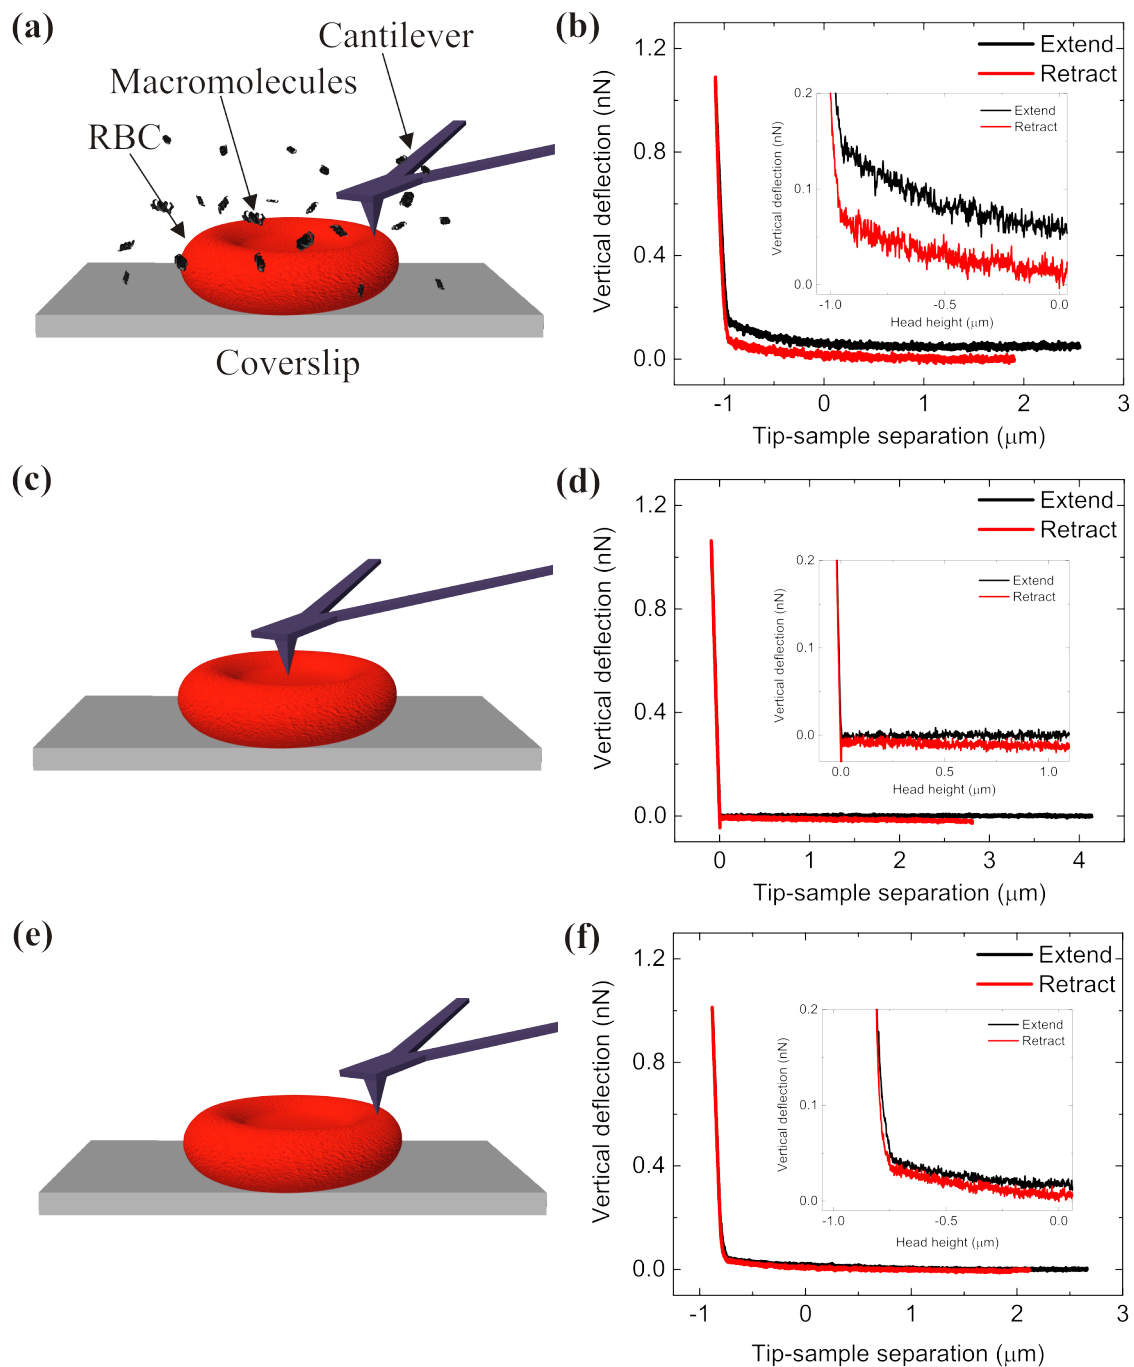 (a)
Cantilever
Macromolecules
RBC
Coverslip
(b)
Extend
Retract
Vertical deflection (nN)
1.2
0.8
0.4
0.0
-1 0 1 2 3
Tip-sample separation (μm)
Extend
Retract
Vertical deflection (nN)
0.2
0.1
0.0
-1.0 -0.5 0.0
Head height (μm)
(c)
(d)
Extend
Retract
Vertical deflection (nN)
1.2
0.8
0.4
0.0
0 1 2 3 4
Tip-sample separation (μm)
Extend
Retract
Vertical deflection (nN)
0.2
0.1
0.0
0.0 0.5 1.0
Head height (μm)
(e)
(f)
Extend
Retract
Vertical deflection (nN)
1.2
0.8
0.4
0.0
-1 0 1 2 3
Tip-sample separation (μm)
Extend
Retract
Vertical deflection (nN)
0.2
0.1
0.0
-1.0 -0.5 0.0
Head height (μm)